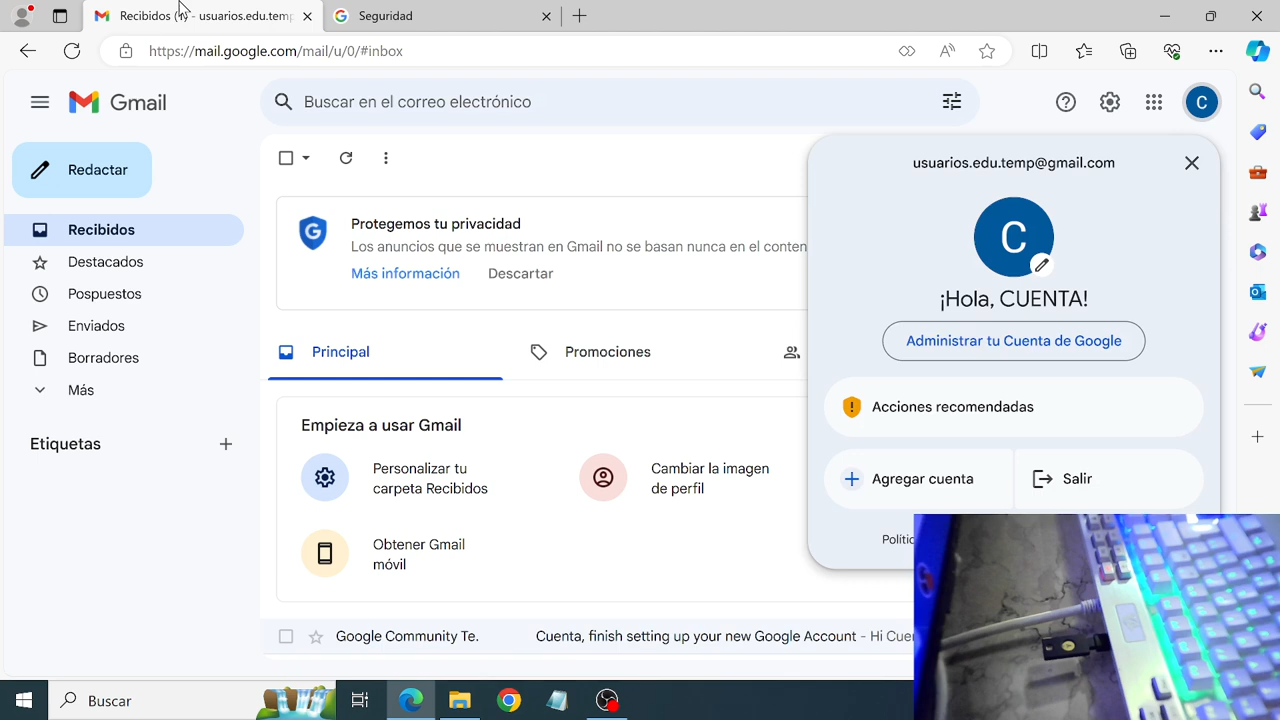 Recibidos (
- usuarios.edu.temp
Seguridad
https://mail.google.com/mail/u/0/#inbox
Gmail
Buscar en el correo electrónico
C
Redactar
Recibidos
Destacados
Pospuestos
Enviados
Borradores
Más
Etiquetas
Protegemos tu privacidad
Los anuncios que se muestran en Gmail no se basan nunca en el conten
Más información
Descartar
Principal
Promociones
Empieza a usar Gmail
Personalizar tu
carpeta Recibidos
Cambiar la imagen
de perfil
Obtener Gmail
móvil
Google Community Te.
Cuenta, finish setting up your new Google Account - Hi Cuen
usuarios.edu.temp@gmail.com
C
¡Hola, CUENTA!
Administrar tu Cuenta de Google
Acciones recomendadas
Agregar cuenta
Salir
Polític
Buscar